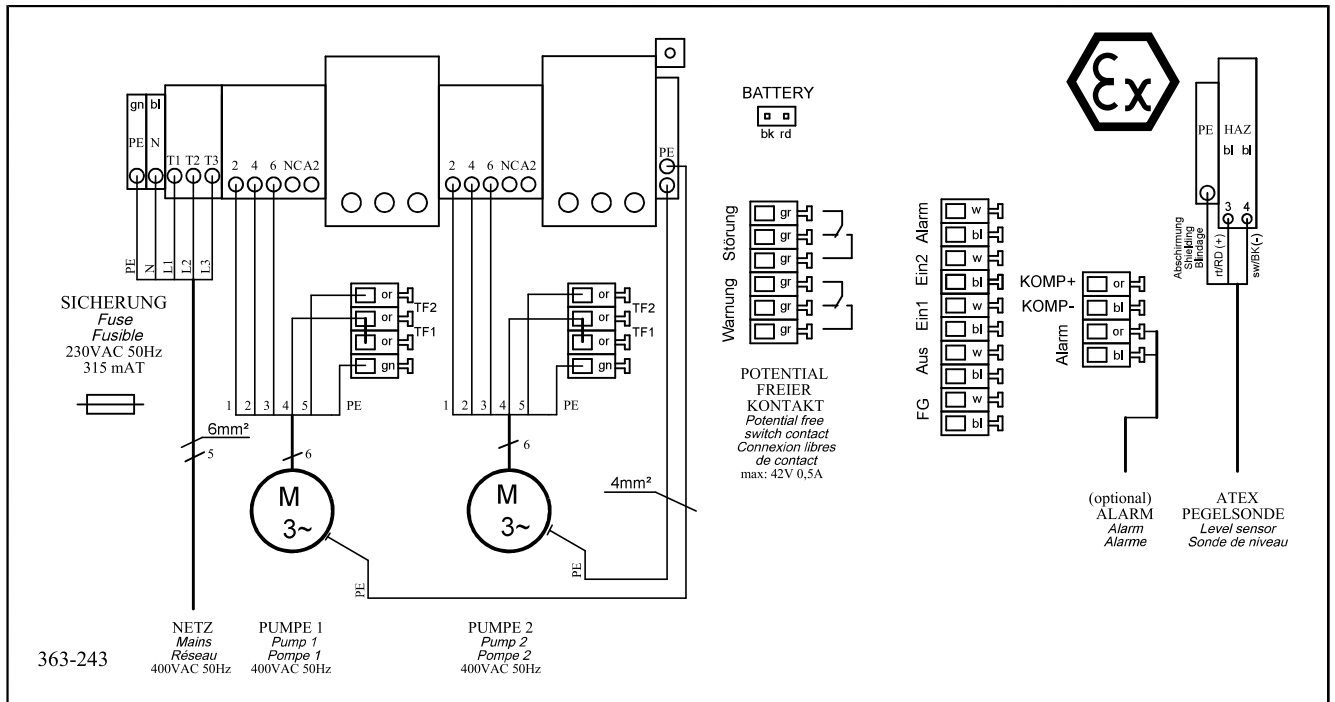 gn bl
PE N T1 T2 T3
2 4 6 NC A2
2 4 6 NC A2
PE
PE N L1 L2 L3
SICHERUNG
Fuse
Fusible
230VAC 50Hz
315 mAT
6mm²
5
NETZ
Mains
Réseau
400VAC 50Hz
or
TF2
or
or
TF1
gn
1 2 3 4 5 PE
6
M
3~
PE
PUMPE 1
Pump 1
Pompe 1
400VAC 50Hz
or
TF2
or
or
TF1
gn
1 2 3 4 5 PE
6
M
3~
PE
4mm²
PUMPE 2
Pump 2
Pompe 2
400VAC 50Hz
363-243
BATTERY
bk rd
Störung
gr
gr
gr
Warnung
gr
gr
gr
POTENTIAL
FREIER
KONTAKT
Potential free
switch contact
Connexion libres
de contact
max: 42V 0,5A
Alarm
w
bl
Ein2
w
bl
Ein1
w
bl
Aus
w
bl
FG
w
bl
KOMP+ or
KOMP- bl
Alarm
or
bl
(optional)
ALARM
Alarm
Alarme
Ex
PE HAZ
bl bl
3 4
Abschirmung
Shielding
Blindage
rt/RD (+)
sw/BK(-)
ATEX
PEGELSONDE
Level sensor
Sonde de niveau